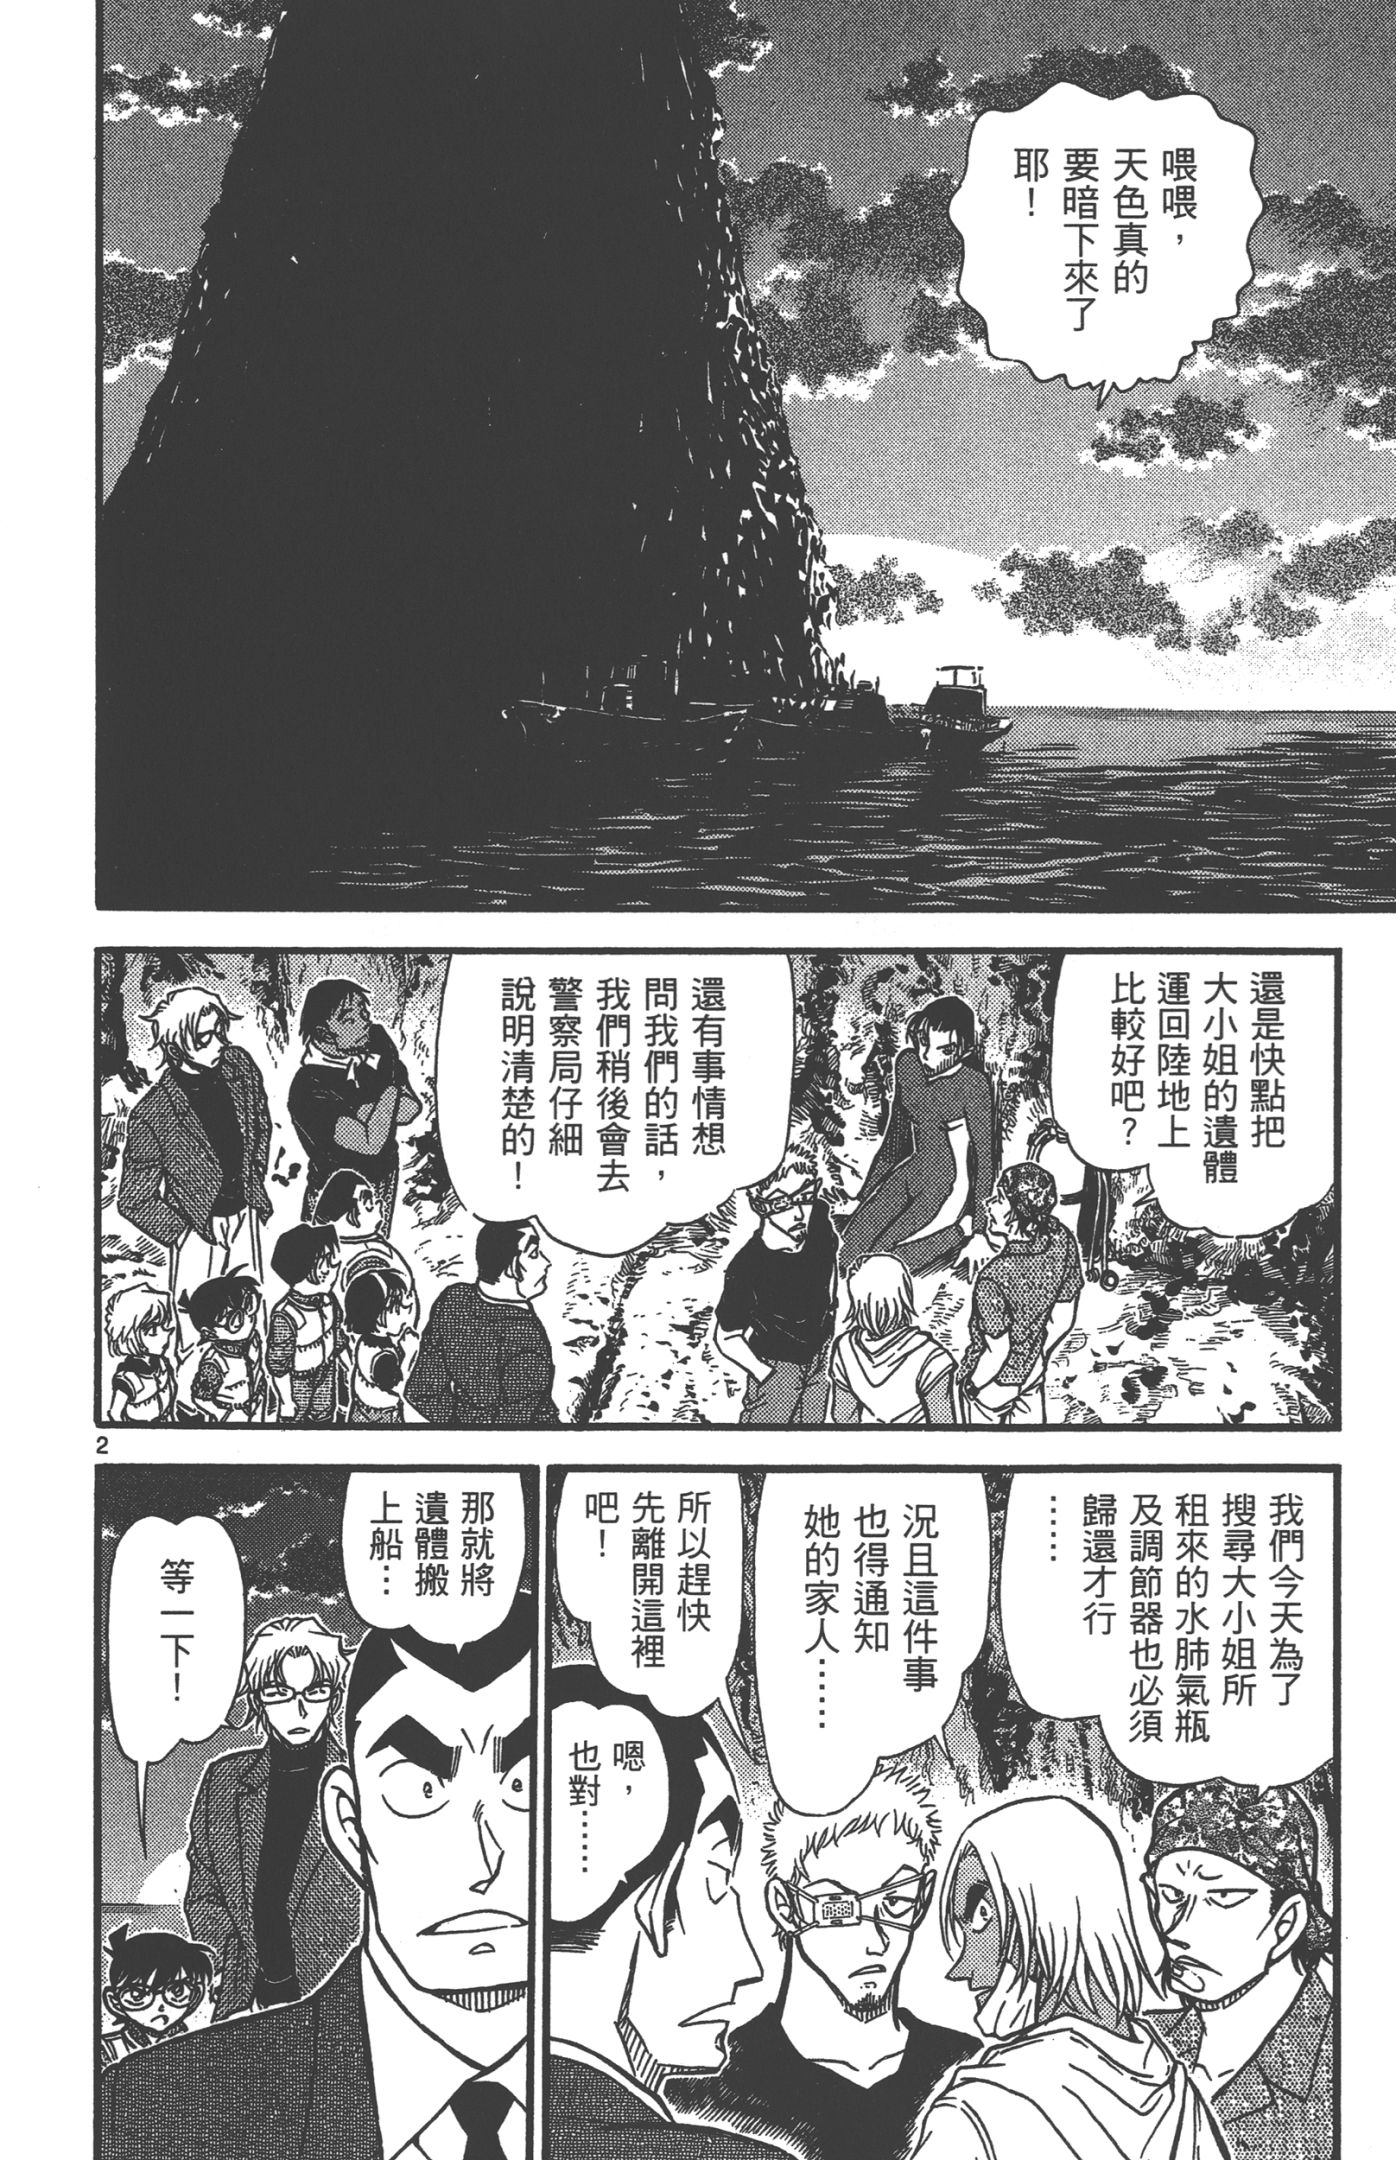 喂喂，
天色真的
要暗下來了
耶！
還是快點把
大小姐的遺體
運回陸地上
比較好吧？
還有事情想
問我們的話，
我們稍後會去
警察局仔細
說明清楚的！
我們今天為了
搜尋大小姐所
租來的水肺氣瓶
及調節器也必須
歸還才行
……
況且這件事
也得通知
她的家人……
所以趕快
先離開這裡
吧！
嗯，
也對……
那就將
遺體搬
上船…
等一下！
2